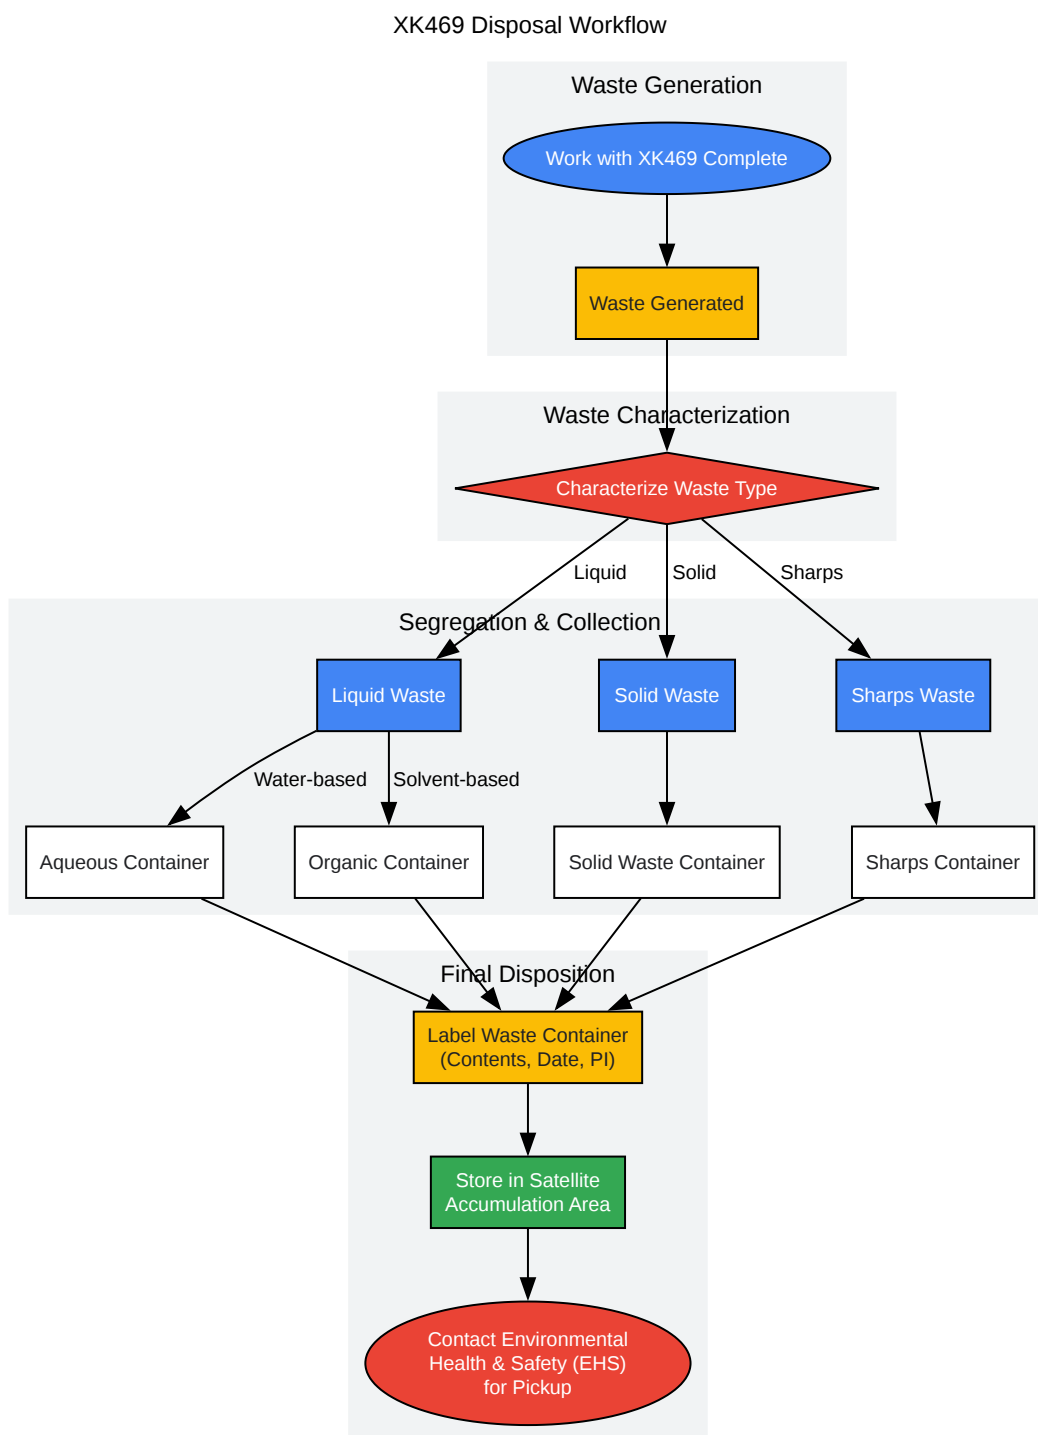 XK469 Disposal Workflow
Waste Generation
Work with XK469 Complete
Waste Generated
Waste Characterization
Characterize Waste Type
Liquid
Solid
Sharps
Segregation & Collection
Liquid Waste
Solid Waste
Sharps Waste
Water-based
Solvent-based
Aqueous Container
Organic Container
Solid Waste Container
Sharps Container
Final Disposition
Label Waste Container
(Contents, Date, PI)
Store in Satellite
Accumulation Area
Contact Environmental
Health & Safety (EHS)
for Pickup